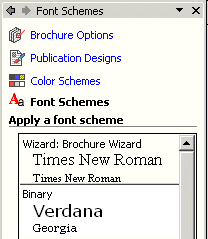 Font Schemes
Brochure Options
Publication Designs
Color Schemes
Font Schemes
Apply a font scheme
Wizard: Brochure Wizard
Times New Roman
Times New Roman
Binary
Verdana
Georgia